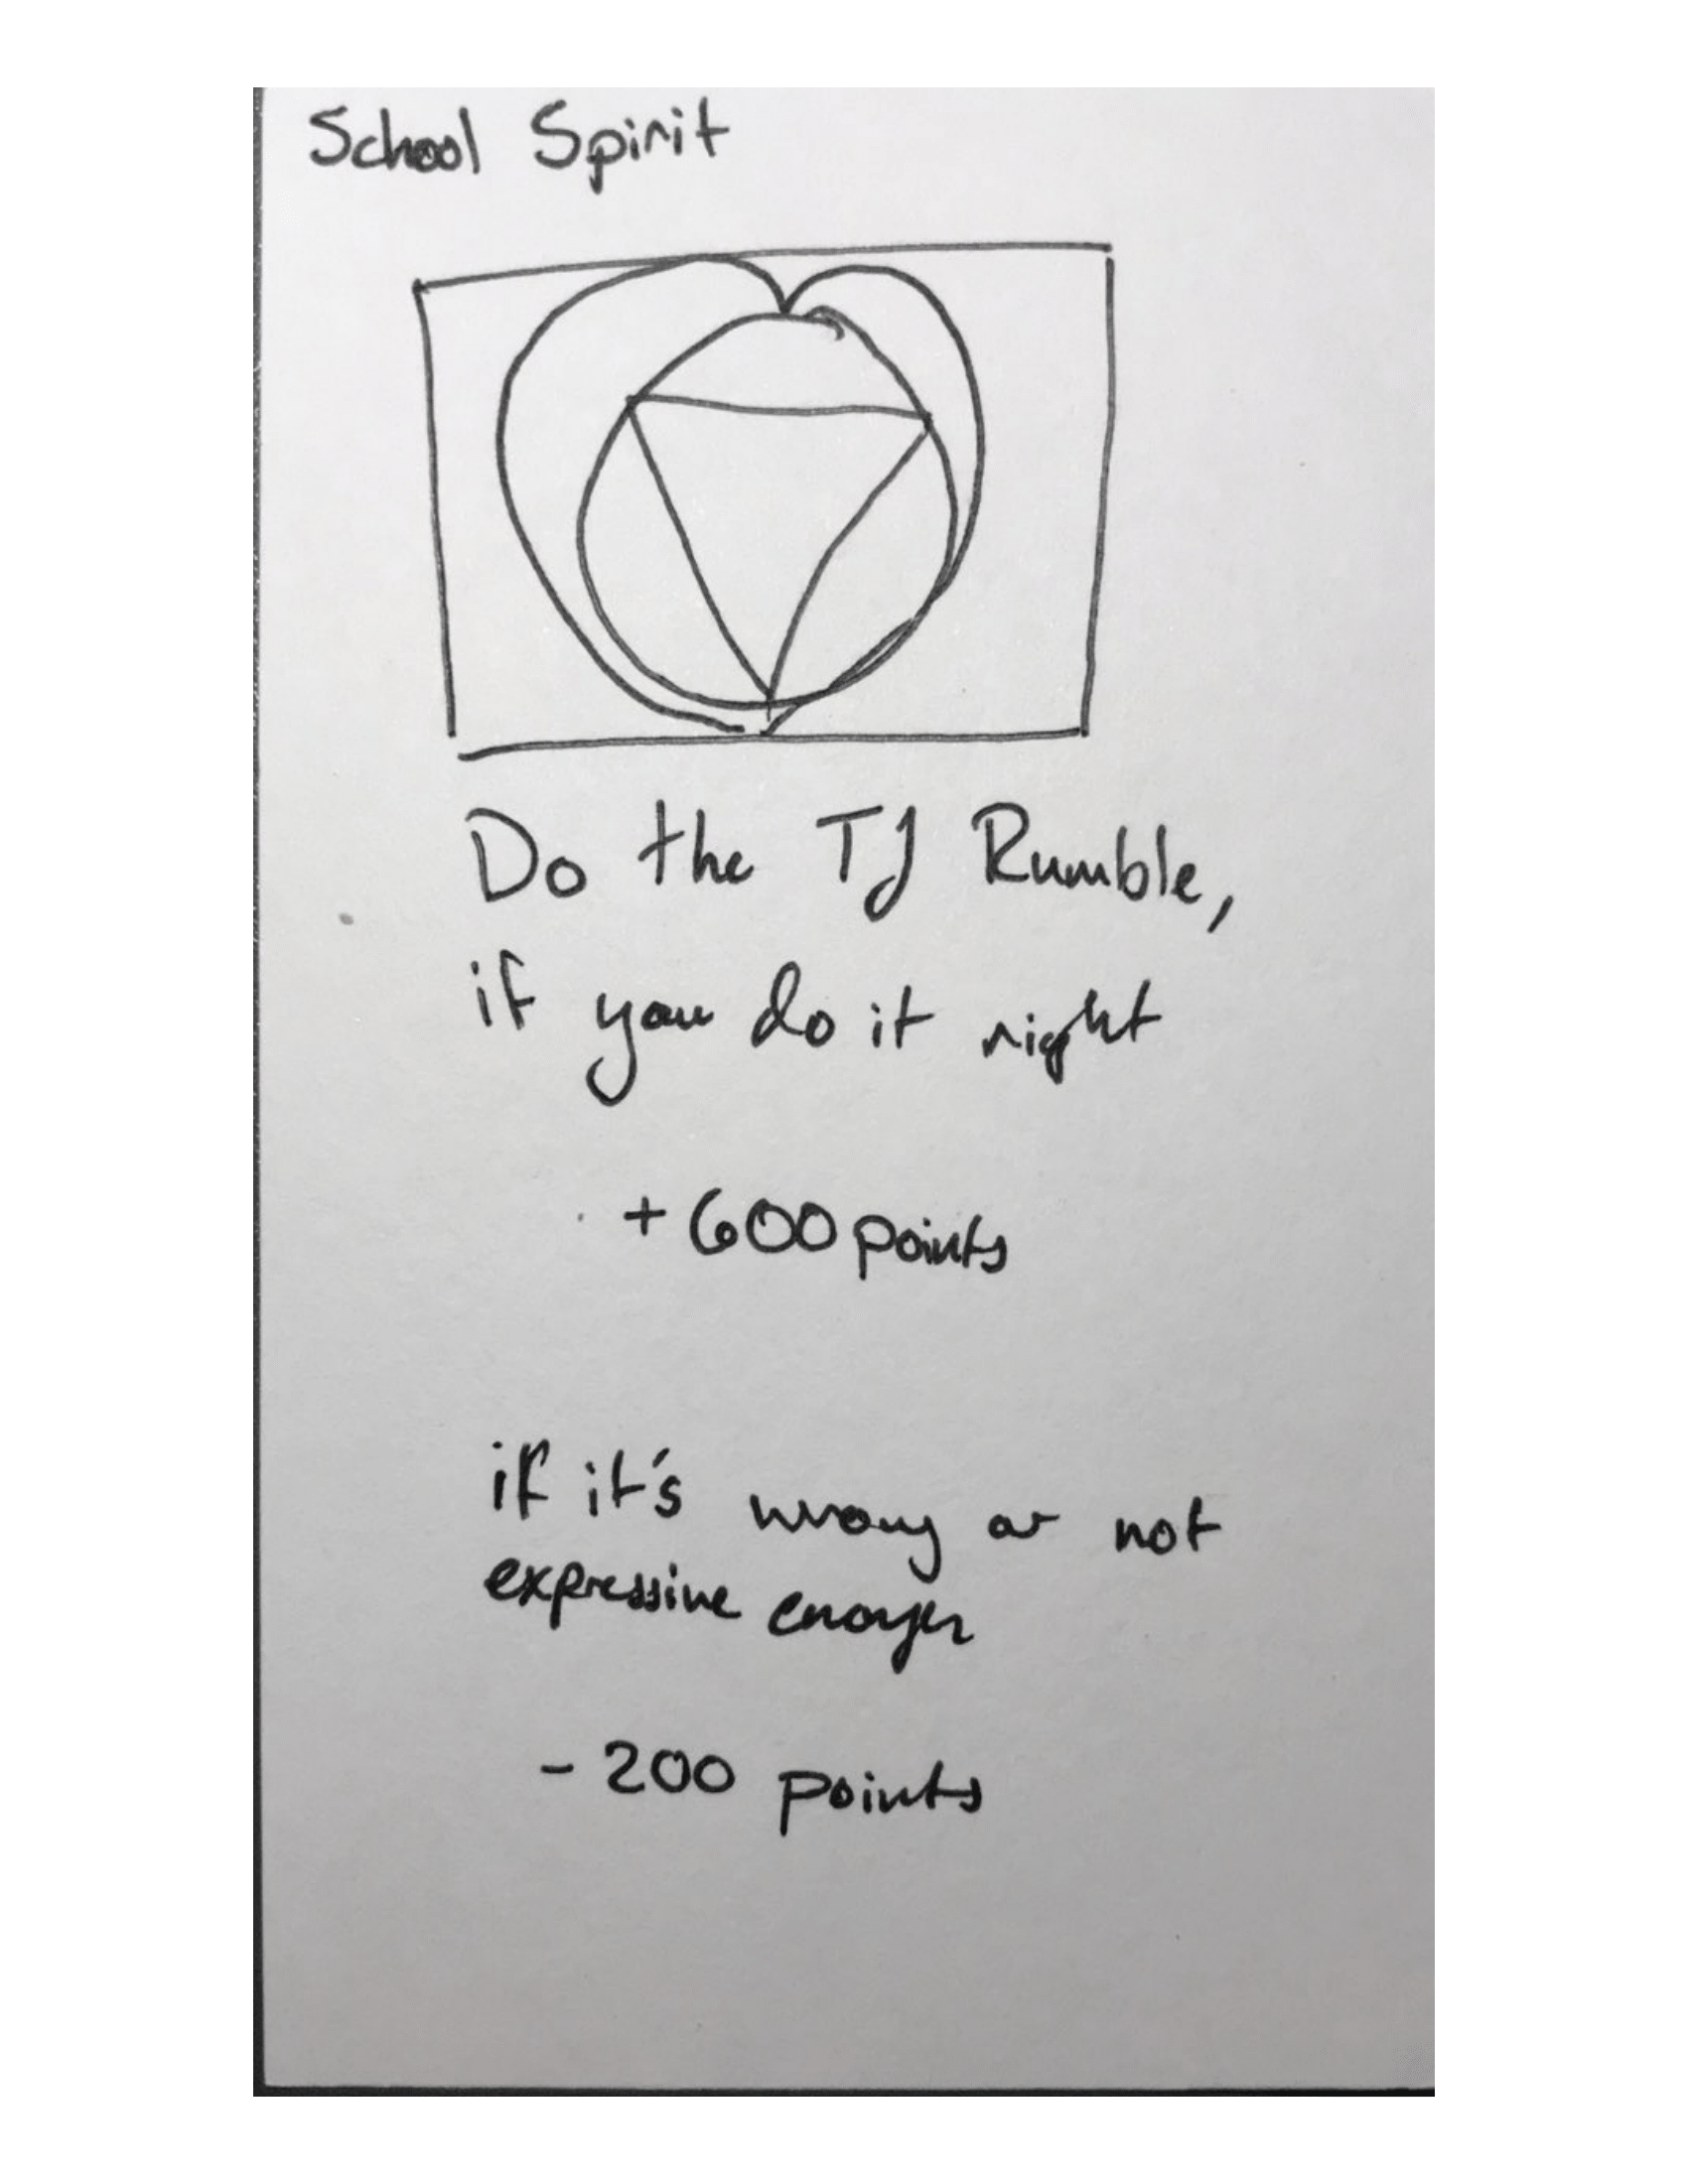 School Spirit
Do the TJ Rumble,
if you do it right
+ 600 points
if it's wrong or not
expressive enough
- 200 points